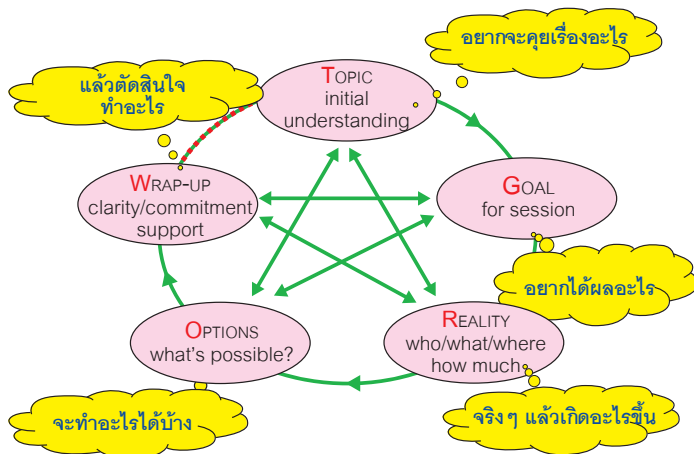 อยากจะคุยเรื่องอะไร
TOPIC
initial
understanding
แล้วตัดสินใจ
ทำอะไร
GOAL
for session
อยากได้ผลอะไร
REALITY
who/what/where
how much
จริงๆ แล้วเกิดอะไรขึ้น
OPTIONS
what's possible?
จะทำอะไรได้บ้าง
WRAP-UP
clarity/commitment
support